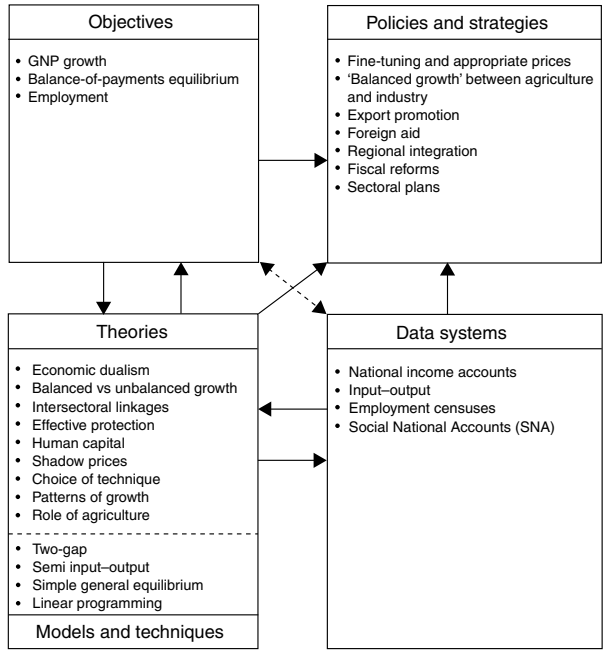 Objectives
• GNP growth
• Balance-of-payments equilibrium
• Employment
Policies and strategies
• Fine-tuning and appropriate prices
• ‘Balanced growth’ between agriculture
and industry
• Export promotion
• Foreign aid
• Regional integration
• Fiscal reforms
• Sectoral plans
Theories
• Economic dualism
• Balanced vs unbalanced growth
• Intersectoral linkages
• Effective protection
• Human capital
• Shadow prices
• Choice of technique
• Patterns of growth
• Role of agriculture
• Two-gap
• Semi input–output
• Simple general equilibrium
• Linear programming
Models and techniques
Data systems
• National income accounts
• Input–output
• Employment censuses
• Social National Accounts (SNA)